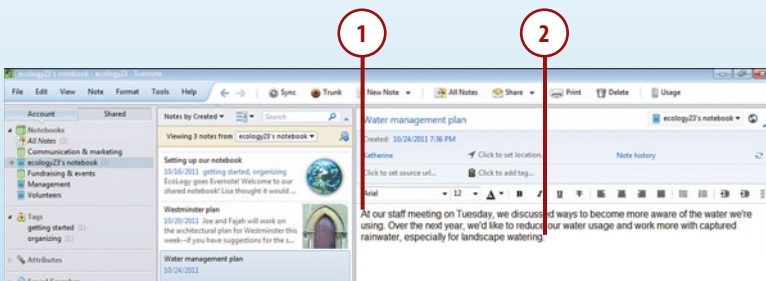 1
2
ecology23's notebook - ecology23 - Evernote
File Edit View Note Format Tools Help Sync Trunk New Note All Notes Share Print Delete Usage
Account Shared
Notebooks
All Notes (3)
Communication & marketing
ecology23's notebook (3)
Fundraising & events
Management
Volunteers
Tags
getting started (1)
organizing (1)
Attributes
Saved Searches
Notes by Created Search
Viewing 3 notes from ecology23's notebook
Setting up our notebook
10/16/2011 getting started, organizing
EcoLogy goes Evernote! Welcome to our
shared notebook! Lisa thought it would ...
Westminster plan
10/20/2011 Joe and Fajah will work on
the architectural plan for Westminster this
week--if you have suggestions for the s...
Water management plan
10/24/2011
Water management plan ecology23's notebook
Created: 10/24/2011 7:36 PM
Katherine Click to set location... Note history
Click to set source url... Click to add tag...
Arial 12 A B I U T
At our staff meeting on Tuesday, we discussed ways to become more aware of the water we're
using. Over the next year, we'd like to reduce our water usage and work more with captured
rainwater, especially for landscape watering.